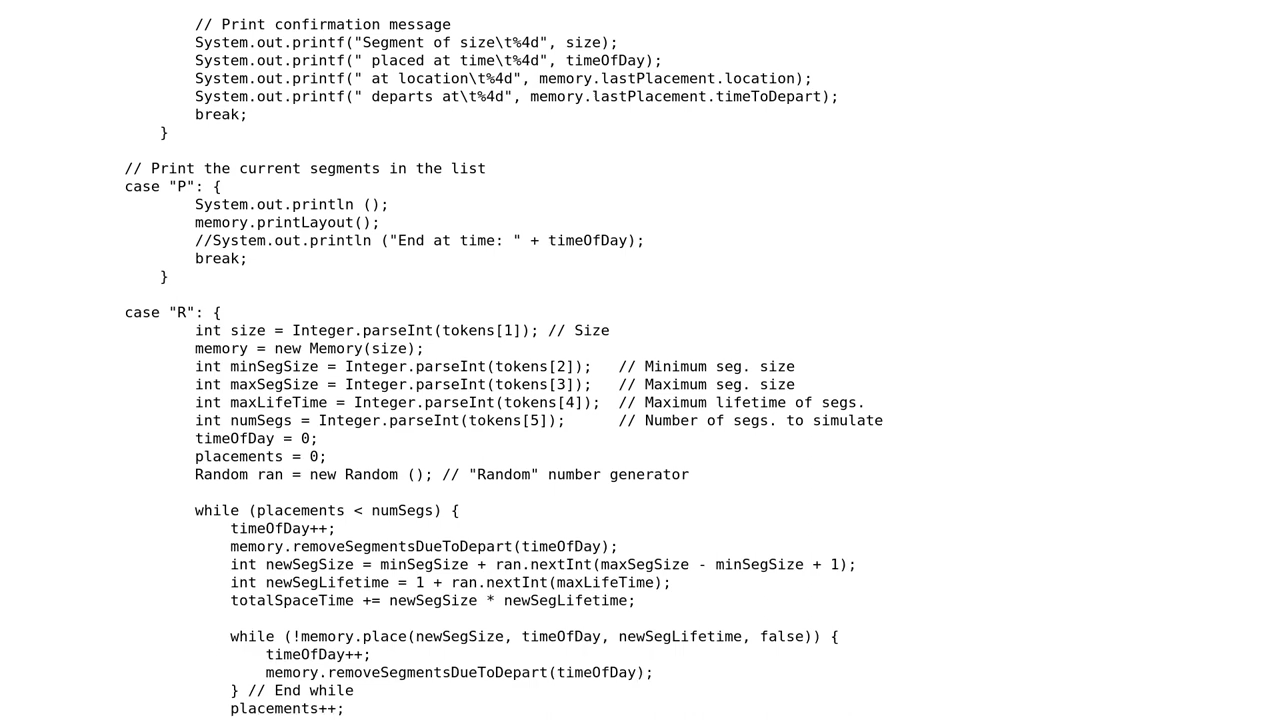 // Print confirmation message
System.out.printf("Segment of size\t%4d", size);
System.out.printf(" placed at time\t%4d", timeOfDay);
System.out.printf(" at location\t%4d", memory.lastPlacement.location);
System.out.printf(" departs at\t%4d", memory.lastPlacement.timeToDepart);
break;
}
// Print the current segments in the list
case "P": {
System.out.println ();
memory.printLayout();
//System.out.println ("End at time: " + timeOfDay);
break;
}
case "R": {
int size = Integer.parseInt(tokens[1]); // Size
memory = new Memory(size);
int minSegSize = Integer.parseInt(tokens[2]);   // Minimum seg. size
int maxSegSize = Integer.parseInt(tokens[3]);   // Maximum seg. size
int maxLifeTime = Integer.parseInt(tokens[4]);  // Maximum lifetime of segs.
int numSegs = Integer.parseInt(tokens[5]);      // Number of segs. to simulate
timeOfDay = 0;
placements = 0;
Random ran = new Random (); // "Random" number generator
while (placements < numSegs) {
timeOfDay++;
memory.removeSegmentsDueToDepart(timeOfDay);
int newSegSize = minSegSize + ran.nextInt(maxSegSize - minSegSize + 1);
int newSegLifetime = 1 + ran.nextInt(maxLifeTime);
totalSpaceTime += newSegSize * newSegLifetime;
while (!memory.place(newSegSize, timeOfDay, newSegLifetime, false)) {
timeOfDay++;
memory.removeSegmentsDueToDepart(timeOfDay);
} // End while
placements++;